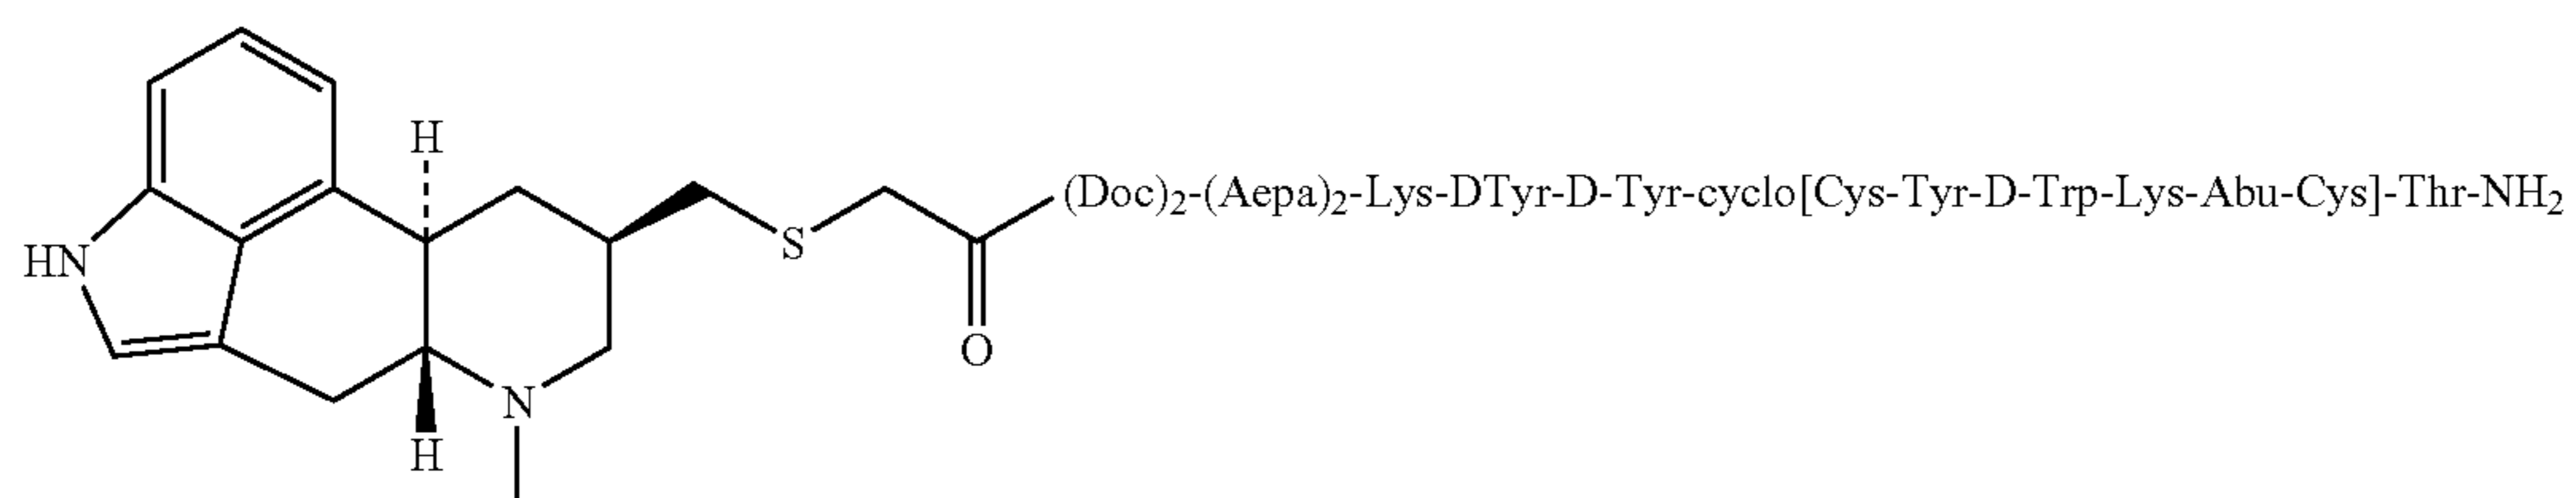 H
(Doc)2-(Aepa)2-Lys-DTyr-D-Tyr-cyclo[Cys-Tyr-D-Trp-Lys-Abu-Cys]-Thr-NH2
S
HN
O
N
H